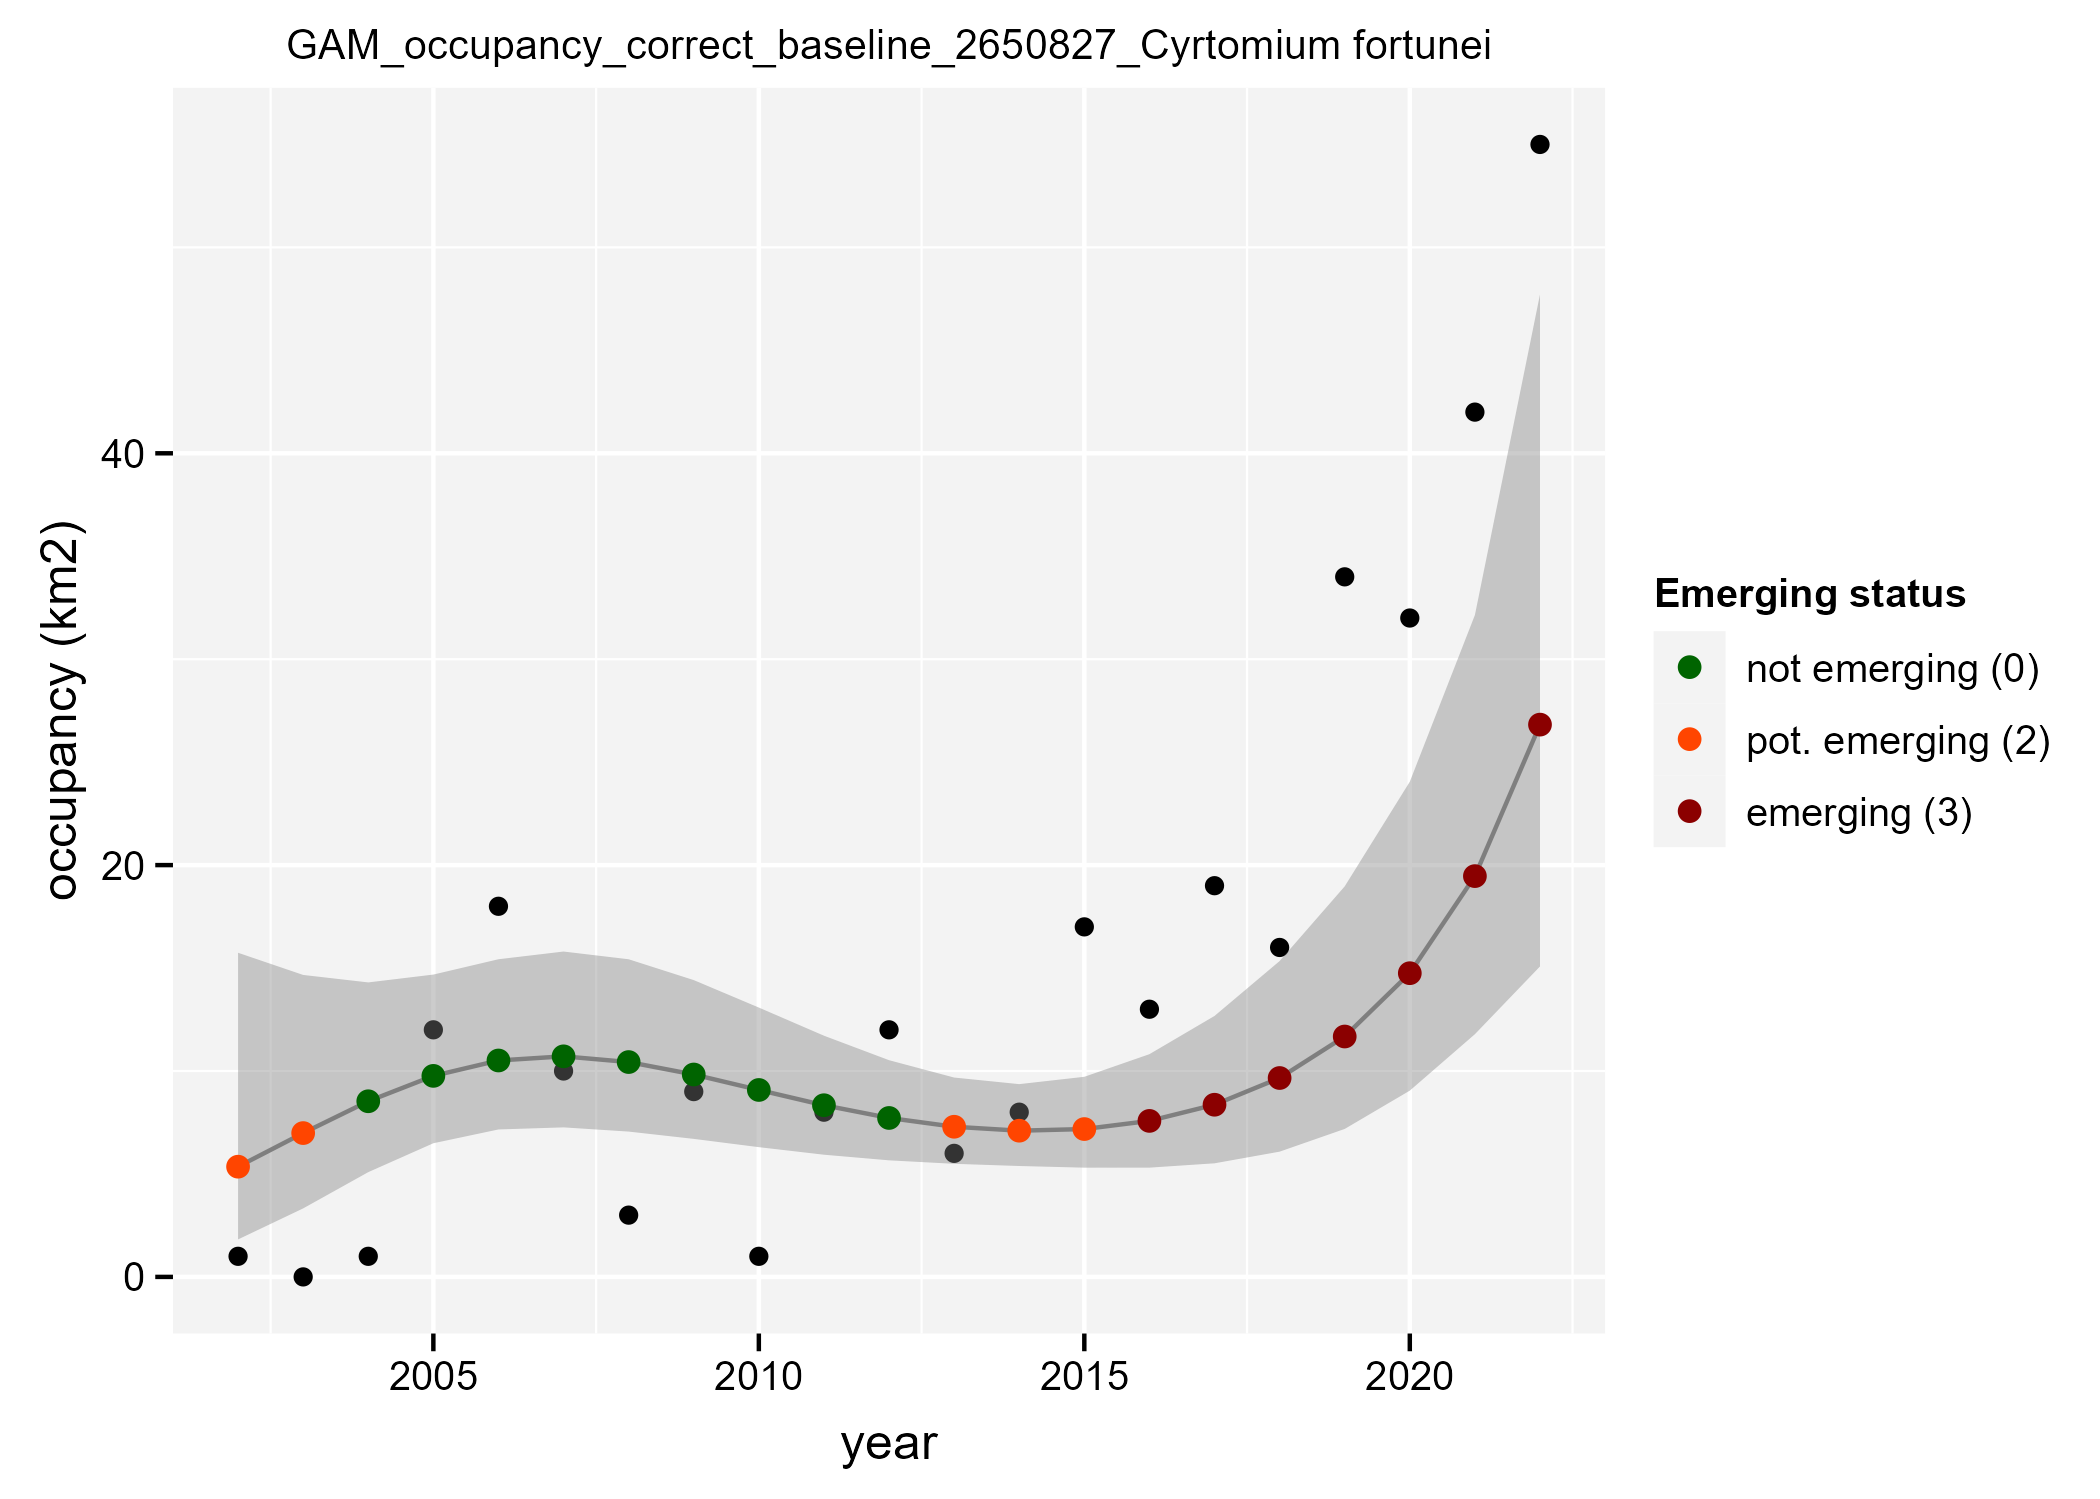 GAM_occupancy_correct_baseline_2650827_Cyrtomium fortunei
occupancy (km2)
40
20
0
2005 2010 2015 2020
year
Emerging status
not emerging (0)
pot. emerging (2)
emerging (3)